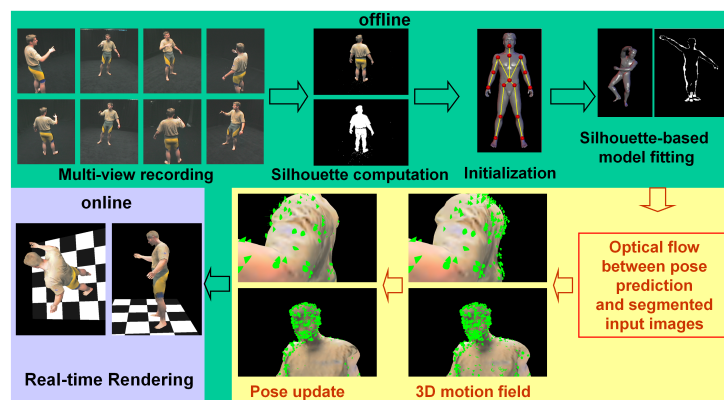 offline
Multi-view recording
Silhouette computation
Initialization
Silhouette-based
model fitting
online
Optical flow
between pose
prediction
and segmented
input images
Real-time Rendering
Pose update
3D motion field